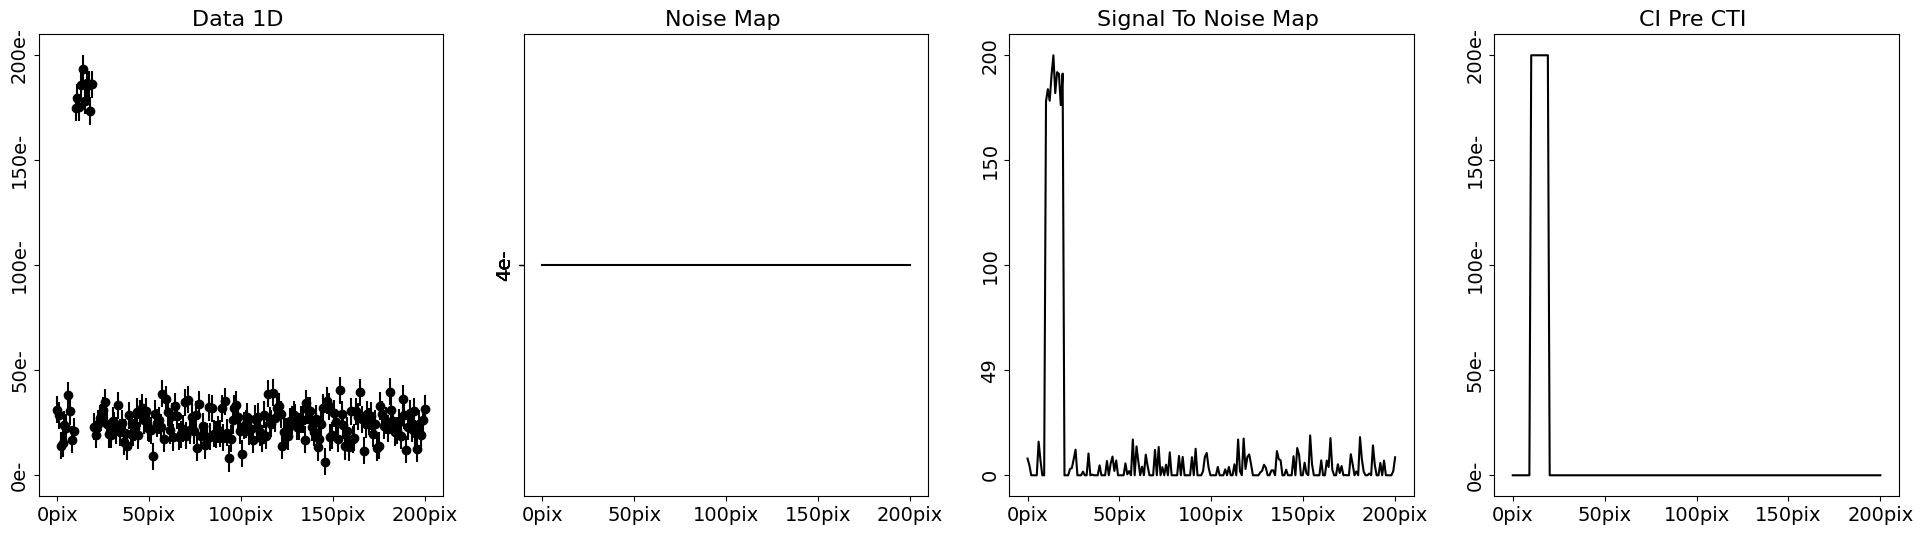 Data 1D
200e-
150e-
100e-
50e-
0e-
0pix 50pix 100pix 150pix 200pix
Noise Map
4e-
0pix 50pix 100pix 150pix 200pix
Signal To Noise Map
200
150
100
49
0
0pix 50pix 100pix 150pix 200pix
CI Pre CTI
200e-
150e-
100e-
50e-
0e-
0pix 50pix 100pix 150pix 200pix